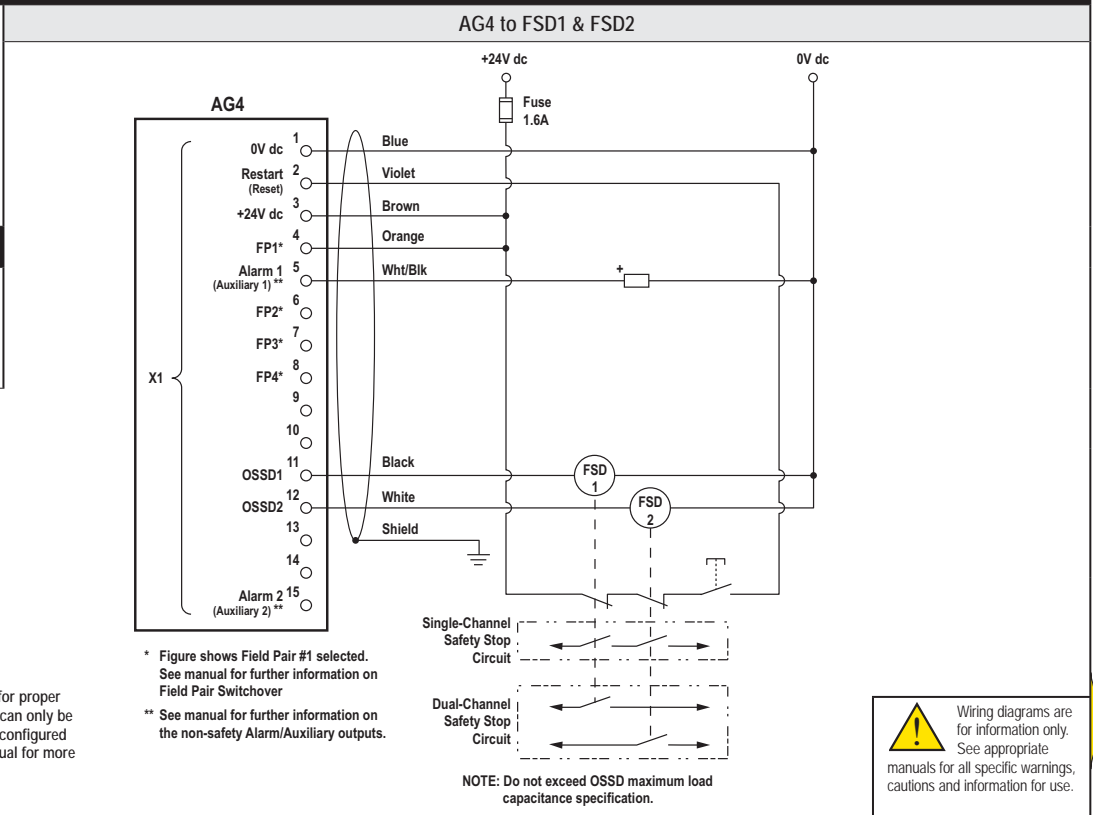 AG4 to FSD1 & FSD2
+24V dc
0V dc
Fuse
1.6A
AG4
X1
0V dc 1
Blue
Restart 2
(Reset)
Violet
+24V dc 3
Brown
FP1* 4
Orange
Alarm 1 5
(Auxiliary 1) **
Wht/Blk
+
FP2* 6
FP3* 7
FP4* 8
9
10
OSSD1 11
Black
FSD
1
OSSD2 12
White
FSD
2
13
Shield
14
Alarm 2 15
(Auxiliary 2) **
Single-Channel
Safety Stop
Circuit
Dual-Channel
Safety Stop
Circuit
* Figure shows Field Pair #1 selected.
See manual for further information on
Field Pair Switchover
** See manual for further information on
the non-safety Alarm/Auxiliary outputs.
NOTE: Do not exceed OSSD maximum load
capacitance specification.
for proper
can only be
configured
ual for more
!
Wiring diagrams are
for information only.
See appropriate
manuals for all specific warnings,
cautions and information for use.